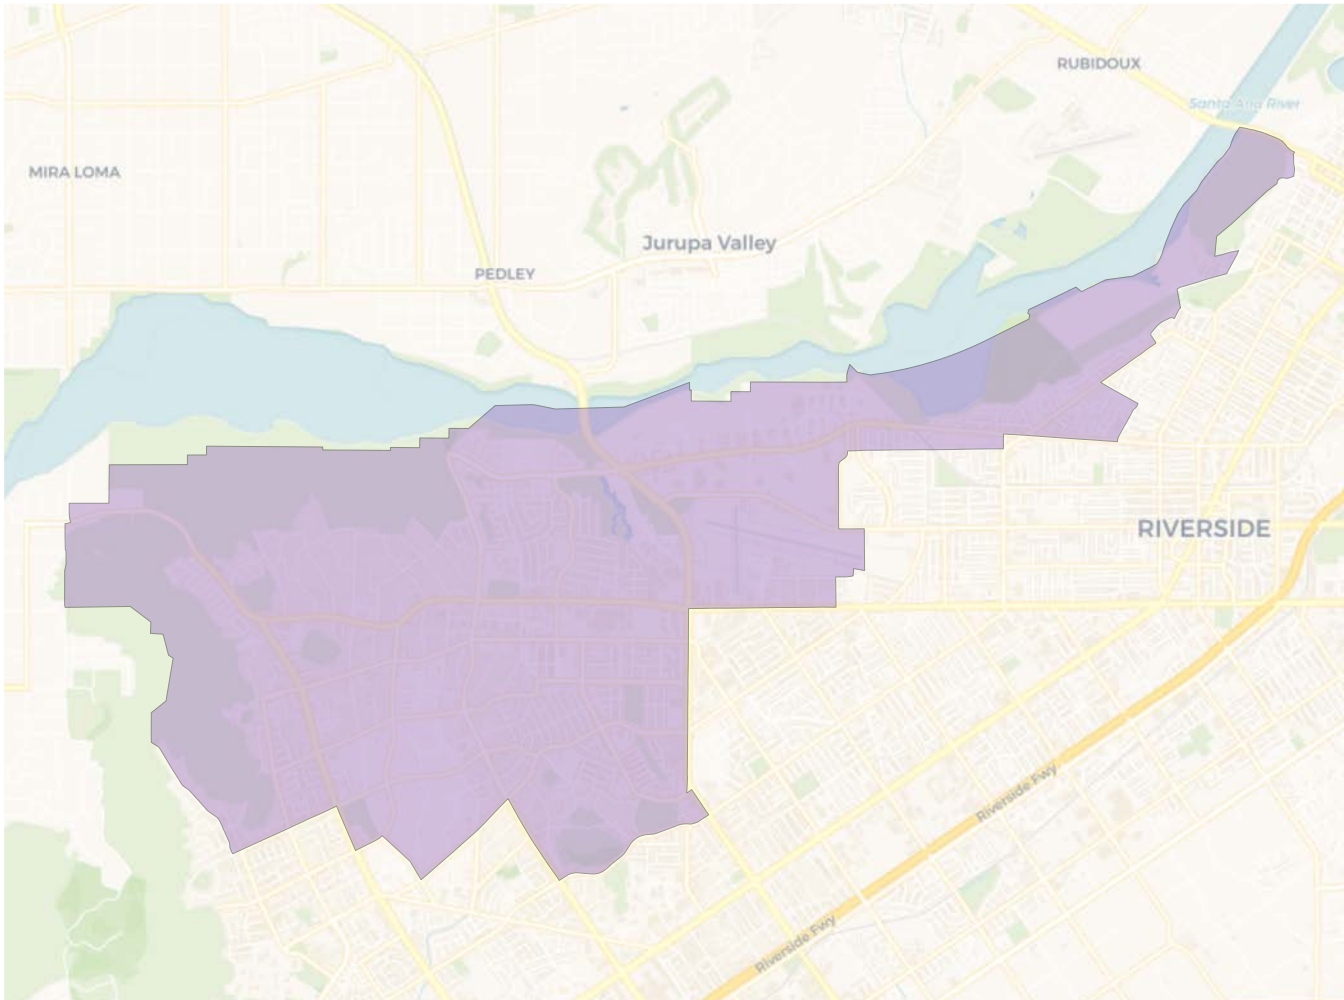 RUBIDOUX
Santa Ana River
MIRA LOMA
Jurupa Valley
PEDLEY
RIVERSIDE
Riverside Fwy
Riverside Fwy